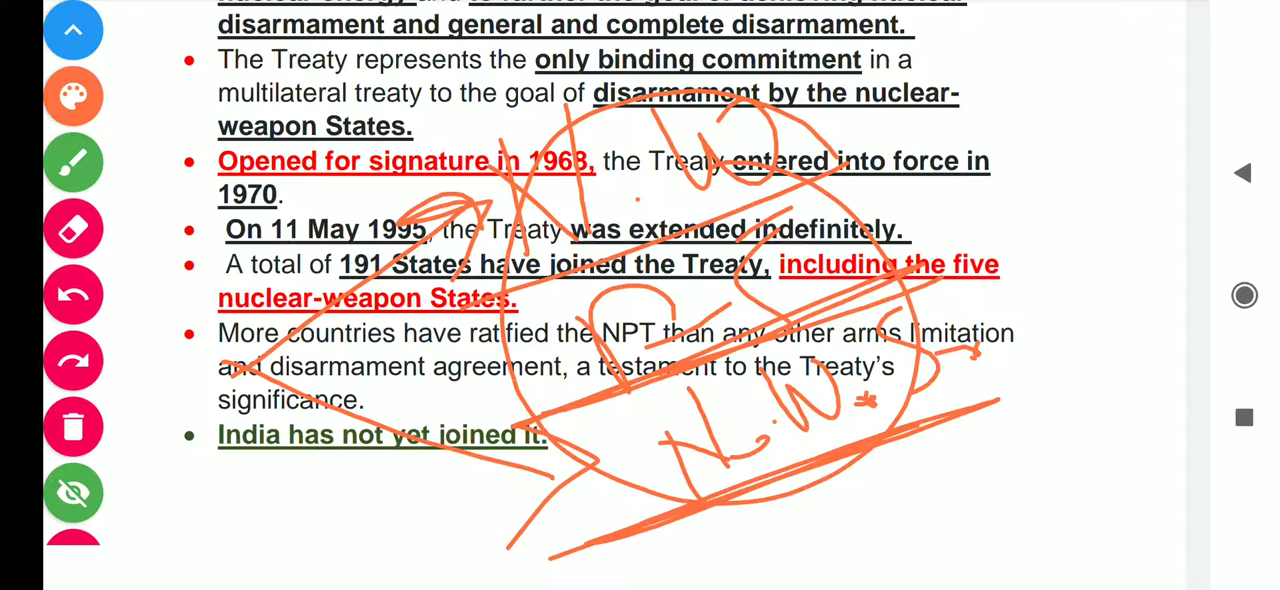 disarmament and general and complete disarmament.
The Treaty represents the only binding commitment in a
multilateral treaty to the goal of disarmament by the nuclear-
weapon States.
Opened for signature in 1968, the Treaty entered into force in
1970.
On 11 May 1995, the Treaty was extended indefinitely.
A total of 191 States have joined the Treaty, including the five
nuclear-weapon States.
More countries have ratified the NPT than any other arms limitation
and disarmament agreement, a testament to the Treaty's
significance.
India has not yet joined it.